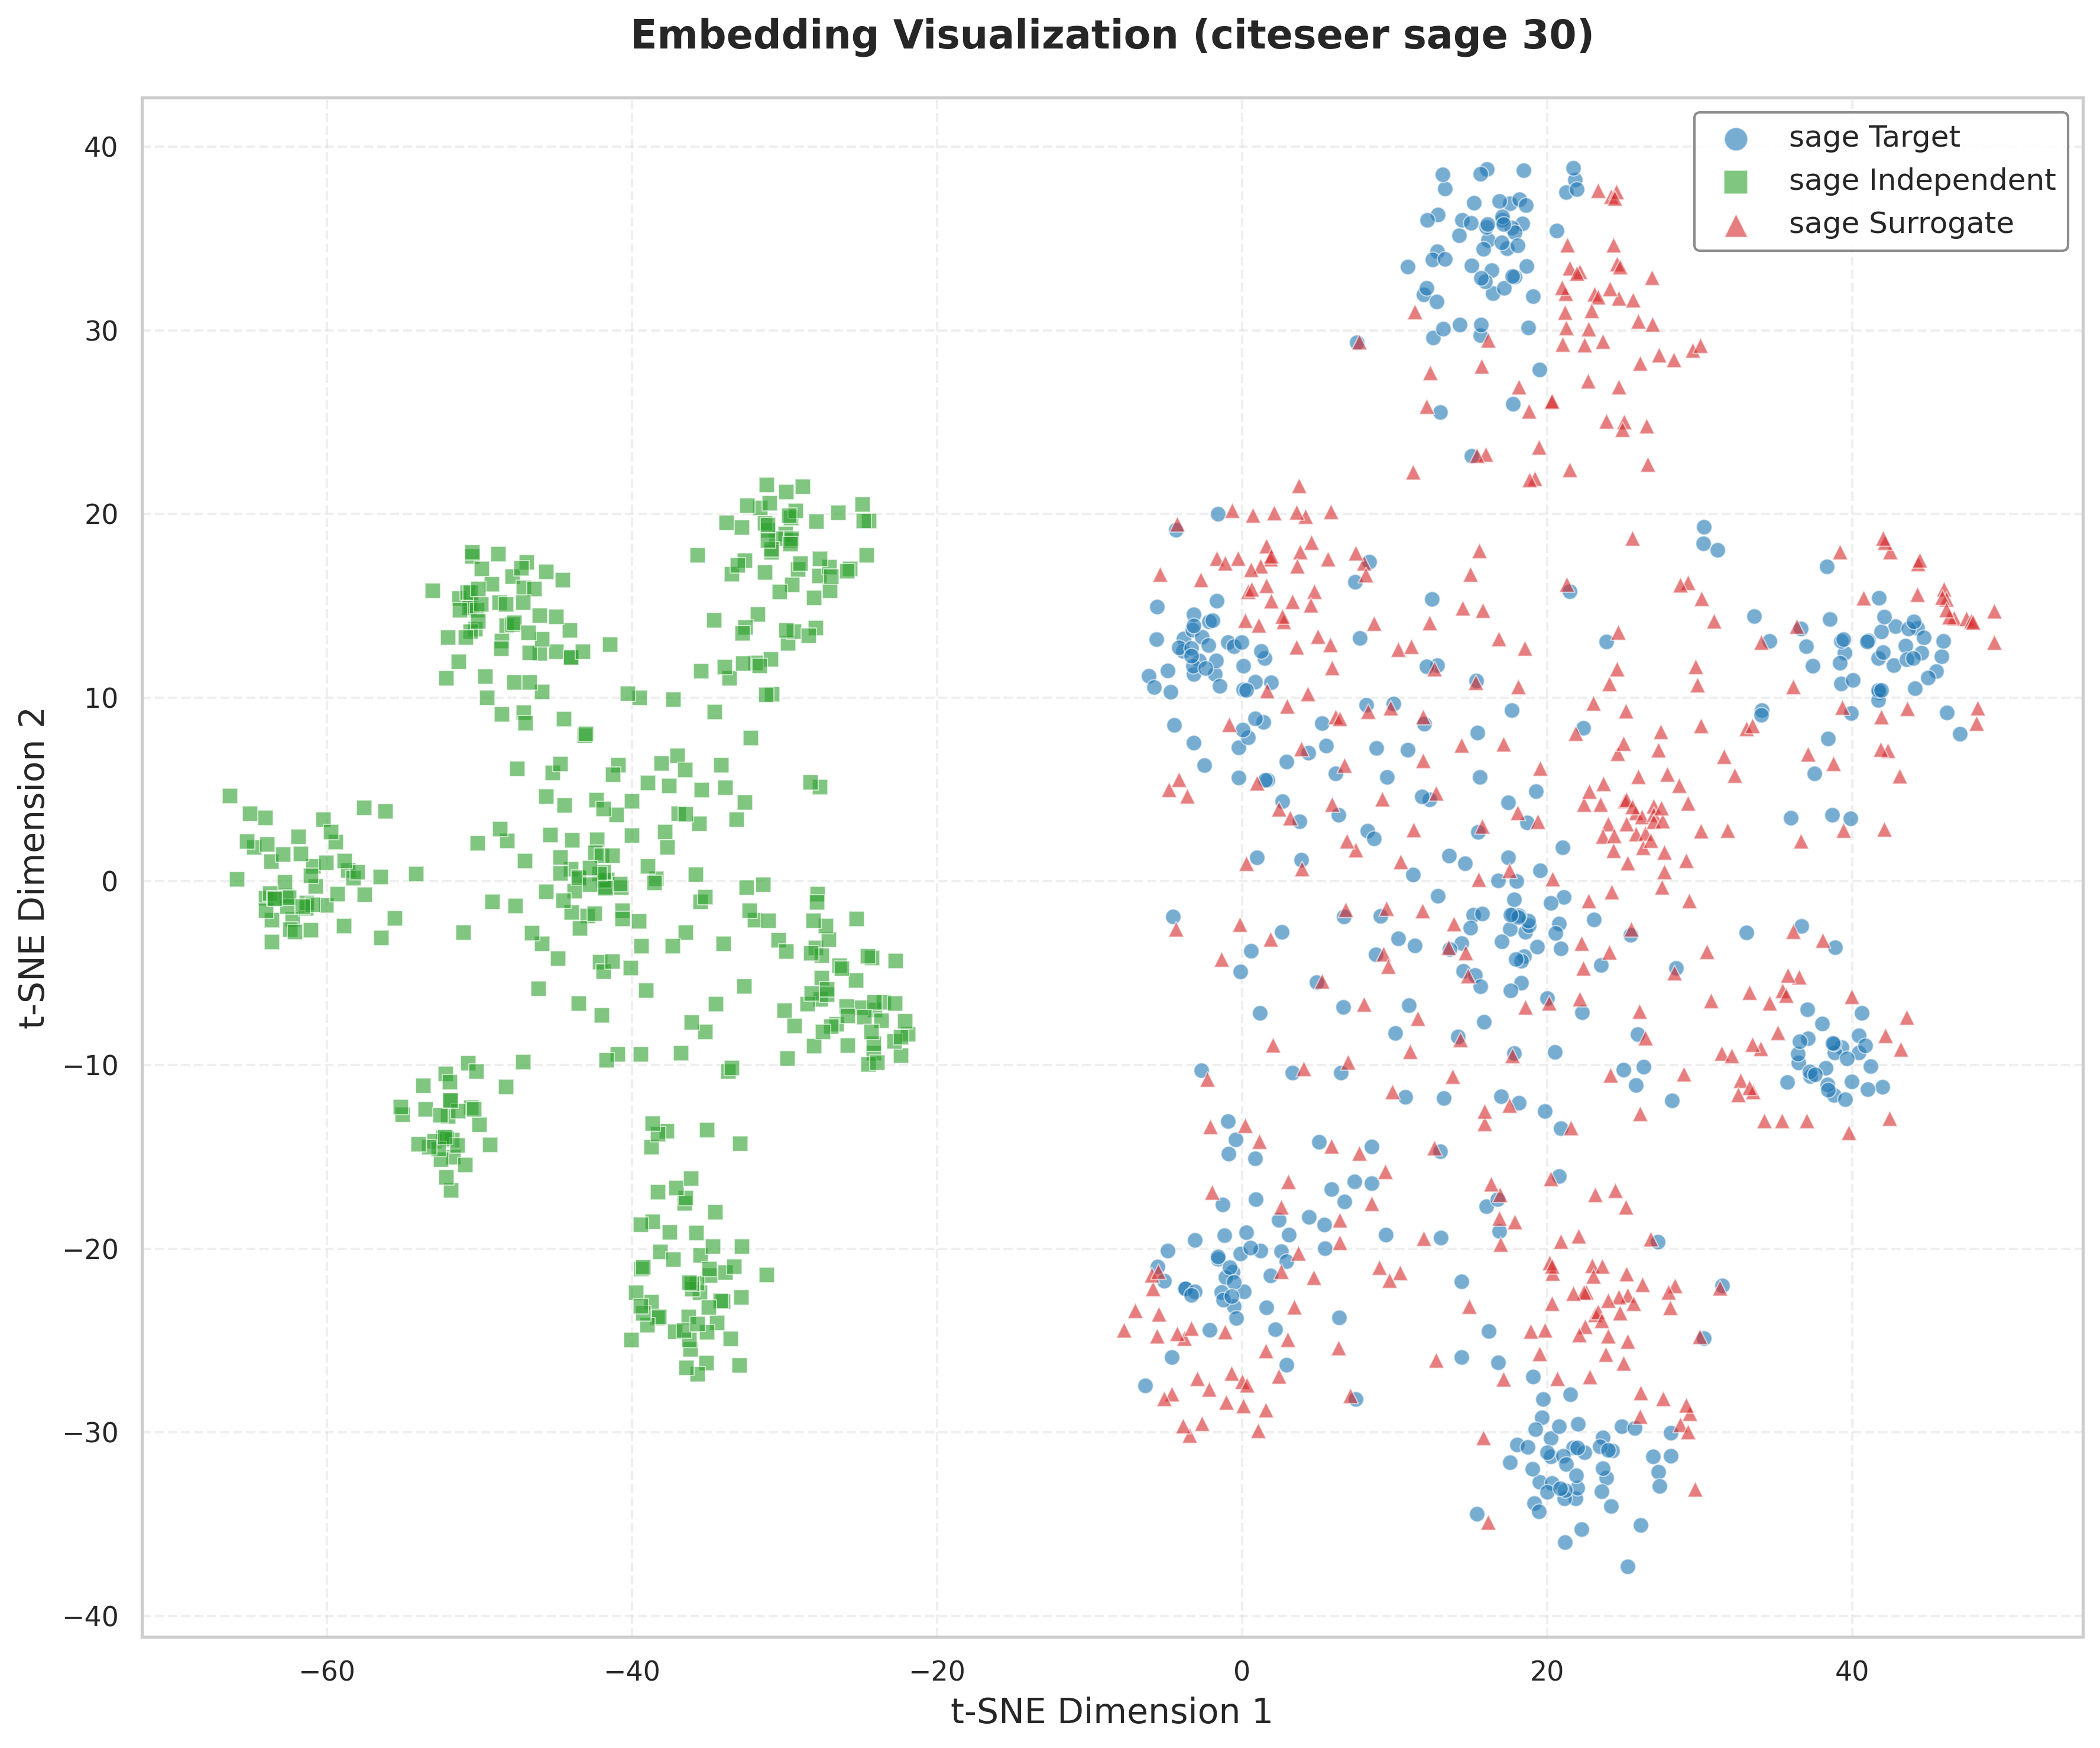 Embedding Visualization (citeseer sage 30)
sage Target
sage Independent
sage Surrogate
t-SNE Dimension 2
40
30
20
10
0
−10
−20
−30
−40
−60
−40
−20
0
20
40
t-SNE Dimension 1